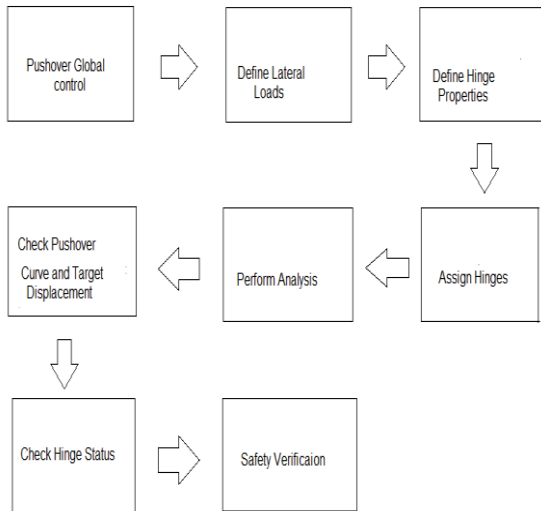 Pushover Global
control
Define Lateral
Loads
Define Hinge
Properties
Assign Hinges
Perform Analysis
Check Pushover
Curve and Target
Displacement
Check Hinge Status
Safety Verificaion